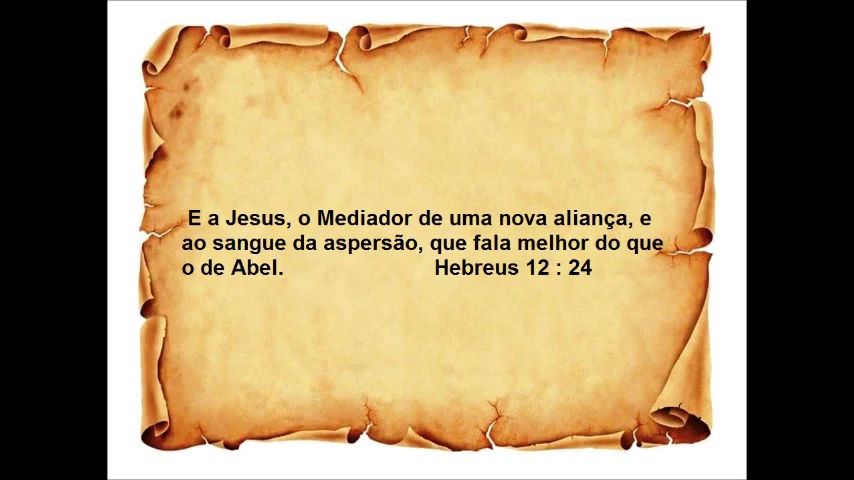 E a Jesus, o Mediador de uma nova aliança, e
ao sangue da aspersão, que fala melhor do que
o de Abel. Hebreus 12 : 24